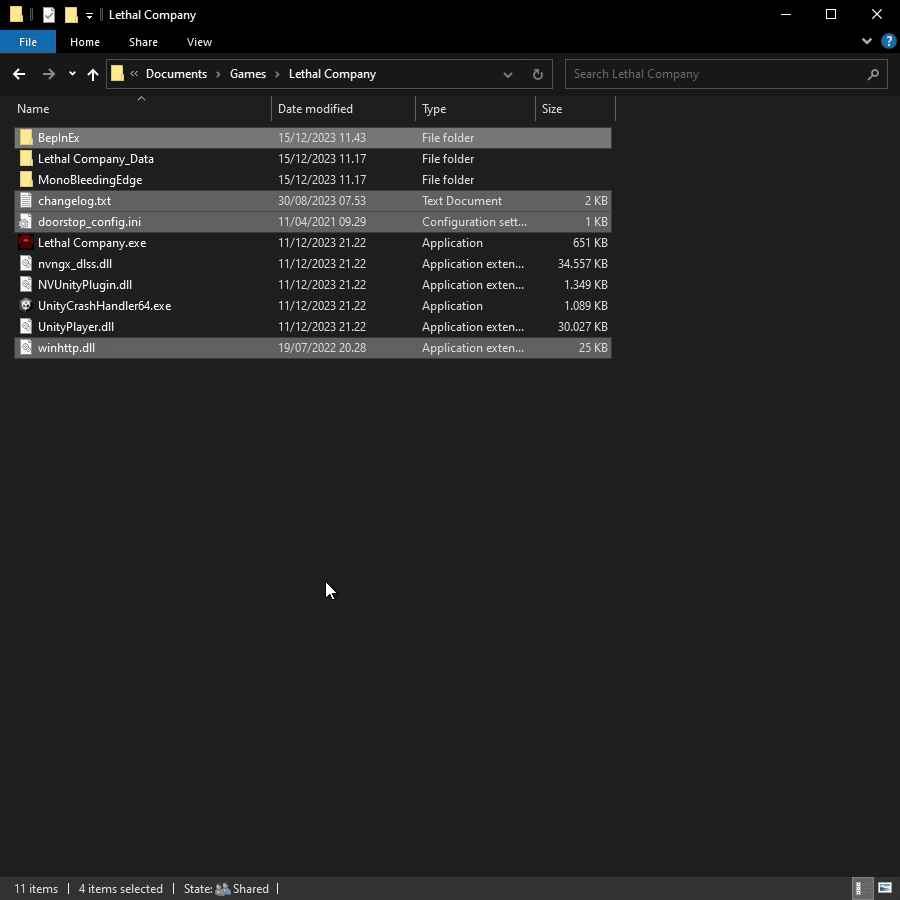 Lethal Company
File Home Share View
Documents Games Lethal Company Search Lethal Company
Name Date modified Type Size
BepInEx 15/12/2023 11.43 File folder
Lethal Company_Data 15/12/2023 11.17 File folder
MonoBleedingEdge 15/12/2023 11.17 File folder
changelog.txt 30/08/2023 07.53 Text Document 2 KB
doorstop_config.ini 11/04/2021 09.29 Configuration sett... 1 KB
Lethal Company.exe 11/12/2023 21.22 Application 651 KB
nvngx_dlss.dll 11/12/2023 21.22 Application exten... 34.557 KB
NVUnityPlugin.dll 11/12/2023 21.22 Application exten... 1.349 KB
UnityCrashHandler64.exe 11/12/2023 21.22 Application 1.089 KB
UnityPlayer.dll 11/12/2023 21.22 Application exten... 30.027 KB
winhttp.dll 19/07/2022 20.28 Application exten... 25 KB
11 items 4 items selected State: Shared